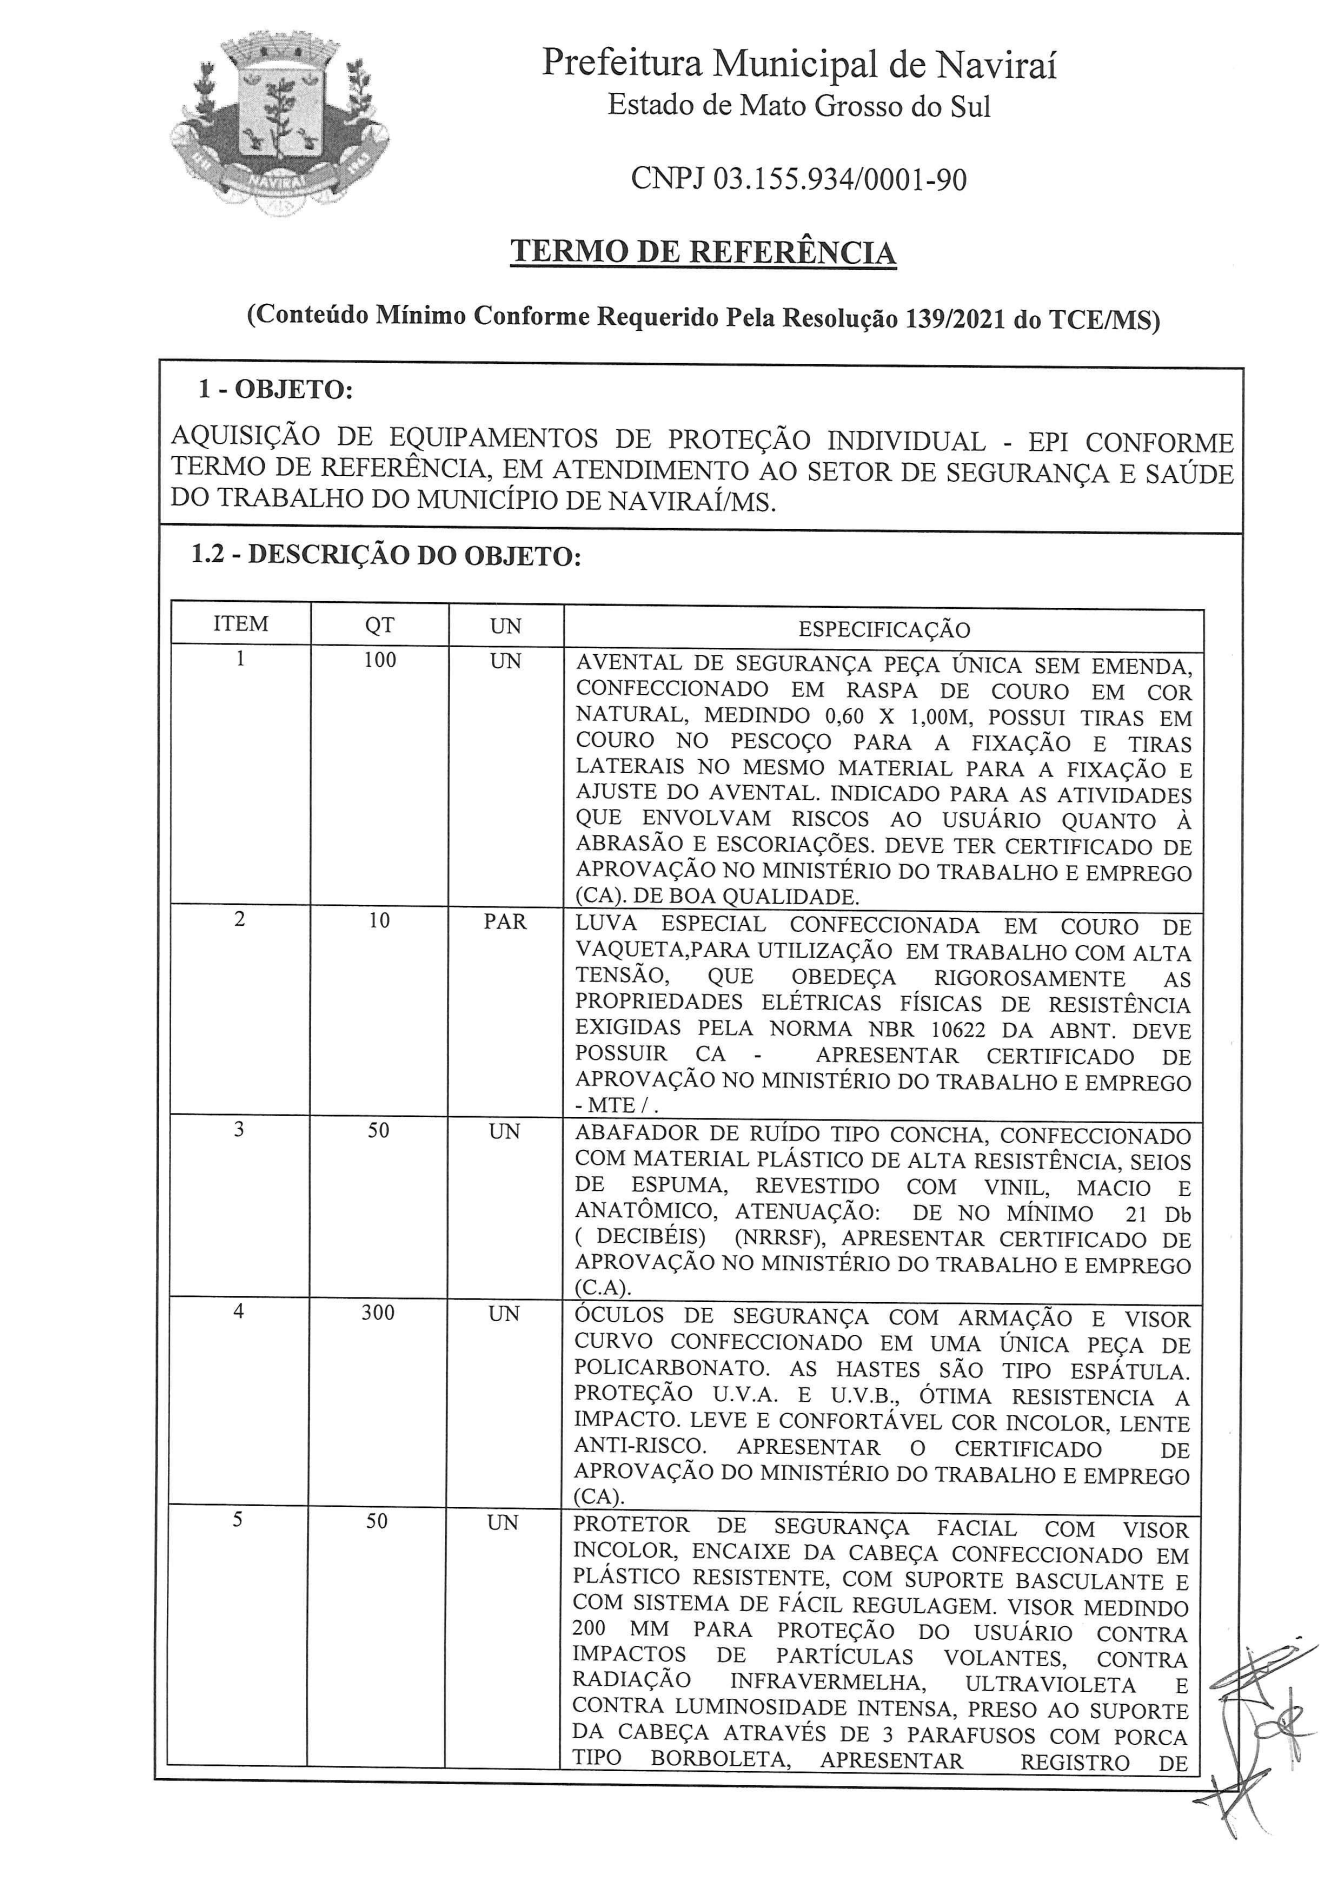 Prefeitura Municipal de Naviraí
Estado de Mato Grosso do Sul
CNPJ 03.155.934/0001-90
NAVIRAÍ
1963
TERMO DE REFERÊNCIA
(Conteúdo Mínimo Conforme Requerido Pela Resolução 139/2021 do TCE/MS)
1 - OBJETO:
AQUISIÇÃO DE EQUIPAMENTOS DE PROTEÇÃO INDIVIDUAL - EPI CONFORME
TERMO DE REFERÊNCIA, EM ATENDIMENTO AO SETOR DE SEGURANÇA E SAÚDE
DO TRABALHO DO MUNICÍPIO DE NAVIRAÍ/MS.
1.2 - DESCRIÇÃO DO OBJETO:
ITEM QT UN ESPECIFICAÇÃO
1 100 UN AVENTAL DE SEGURANÇA PEÇA ÚNICA SEM EMENDA,
CONFECCIONADO EM RASPA DE COURO EM COR
NATURAL, MEDINDO 0,60 X 1,00M, POSSUI TIRAS EM
COURO NO PESCOÇO PARA A FIXAÇÃO E TIRAS
LATERAIS NO MESMO MATERIAL PARA A FIXAÇÃO E
AJUSTE DO AVENTAL. INDICADO PARA AS ATIVIDADES
QUE ENVOLVAM RISCOS AO USUÁRIO QUANTO À
ABRASÃO E ESCORIAÇÕES. DEVE TER CERTIFICADO DE
APROVAÇÃO NO MINISTÉRIO DO TRABALHO E EMPREGO
(CA). DE BOA QUALIDADE.
2 10 PAR LUVA ESPECIAL CONFECCIONADA EM COURO DE
VAQUETA,PARA UTILIZAÇÃO EM TRABALHO COM ALTA
TENSÃO, QUE OBEDEÇA RIGOROSAMENTE AS
PROPRIEDADES ELÉTRICAS FÍSICAS DE RESISTÊNCIA
EXIGIDAS PELA NORMA NBR 10622 DA ABNT. DEVE
POSSUIR CA - APRESENTAR CERTIFICADO DE
APROVAÇÃO NO MINISTÉRIO DO TRABALHO E EMPREGO
- MTE / .
3 50 UN ABAFADOR DE RUÍDO TIPO CONCHA, CONFECCIONADO
COM MATERIAL PLÁSTICO DE ALTA RESISTÊNCIA, SEIOS
DE ESPUMA, REVESTIDO COM VINIL, MACIO E
ANATÔMICO, ATENUAÇÃO: DE NO MÍNIMO 21 Db
( DECIBÉIS) (NRRSF), APRESENTAR CERTIFICADO DE
APROVAÇÃO NO MINISTÉRIO DO TRABALHO E EMPREGO
(C.A).
4 300 UN ÓCULOS DE SEGURANÇA COM ARMAÇÃO E VISOR
CURVO CONFECCIONADO EM UMA ÚNICA PEÇA DE
POLICARBONATO. AS HASTES SÃO TIPO ESPÁTULA.
PROTEÇÃO U.V.A. E U.V.B., ÓTIMA RESISTENCIA A
IMPACTO. LEVE E CONFORTÁVEL COR INCOLOR, LENTE
ANTI-RISCO. APRESENTAR O CERTIFICADO DE
APROVAÇÃO DO MINISTÉRIO DO TRABALHO E EMPREGO
(CA).
5 50 UN PROTETOR DE SEGURANÇA FACIAL COM VISOR
INCOLOR, ENCAIXE DA CABEÇA CONFECCIONADO EM
PLÁSTICO RESISTENTE, COM SUPORTE BASCULANTE E
COM SISTEMA DE FÁCIL REGULAGEM. VISOR MEDINDO
200 MM PARA PROTEÇÃO DO USUÁRIO CONTRA
IMPACTOS DE PARTÍCULAS VOLANTES, CONTRA
RADIAÇÃO INFRAVERMELHA, ULTRAVIOLETA E
CONTRA LUMINOSIDADE INTENSA, PRESO AO SUPORTE
DA CABEÇA ATRAVÉS DE 3 PARAFUSOS COM PORCA
TIPO BORBOLETA, APRESENTAR REGISTRO DE